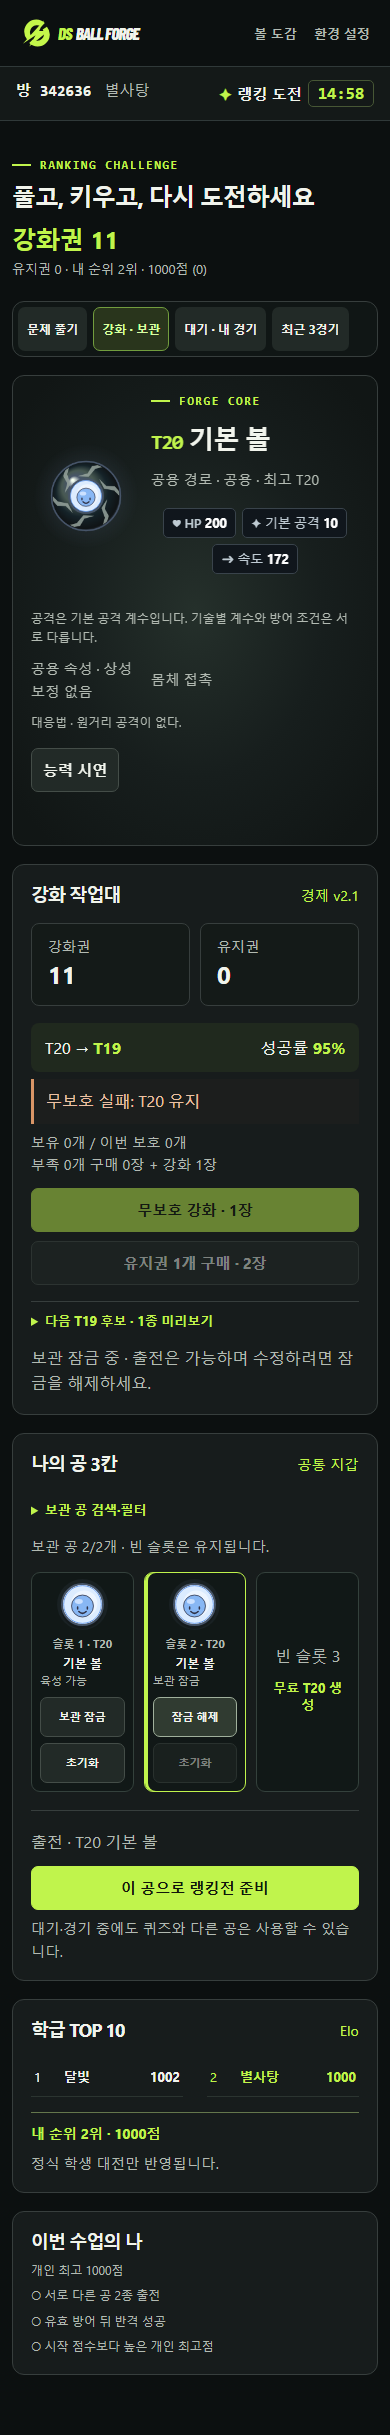 DS BALL FORGE
볼 도감 환경 설정
방 342636 별사탕
✦ 랭킹 도전 14:58
RANKING CHALLENGE
풀고, 키우고, 다시 도전하세요
강화권 11
유지권 0 · 내 순위 2위 · 1000점 (0)
문제 풀기 강화 · 보관 대기 · 내 경기 최근 3경기
FORGE CORE
T20 기본 볼
공용 경로 · 공용 · 최고 T20
♥ HP 200 ✦ 기본 공격 10
→ 속도 172
공격은 기본 공격 계수입니다. 기술별 계수와 방어 조건은 서
로 다릅니다.
공용 속성 · 상성
보정 없음
몸체 접촉
대응법 · 원거리 공격이 없다.
능력 시연
강화 작업대 경제 v2.1
강화권 유지권
11 0
T20 → T19 성공률 95%
무보호 실패: T20 유지
보유 0개 / 이번 보호 0개
부족 0개 구매 0장 + 강화 1장
무보호 강화 · 1장
유지권 1개 구매 · 2장
▶ 다음 T19 후보 · 1종 미리보기
보관 잠금 중 · 출전은 가능하며 수정하려면 잠
금을 해제하세요.
나의 공 3칸 공통 지갑
▶ 보관 공 검색·필터
보관 공 2/2개 · 빈 슬롯은 유지됩니다.
슬롯 1 · T20
기본 볼
육성 가능
보관 잠금
초기화
슬롯 2 · T20
기본 볼
보관 잠금
잠금 해제
초기화
빈 슬롯 3
무료 T20 생
성
출전 · T20 기본 볼
이 공으로 랭킹전 준비
대기·경기 중에도 퀴즈와 다른 공은 사용할 수 있습
니다.
학급 TOP 10 Elo
1 달빛 1002 2 별사탕 1000
내 순위 2위 · 1000점
정식 학생 대전만 반영됩니다.
이번 수업의 나
개인 최고 1000점
○ 서로 다른 공 2종 출전
○ 유효 방어 뒤 반격 성공
○ 시작 점수보다 높은 개인 최고점